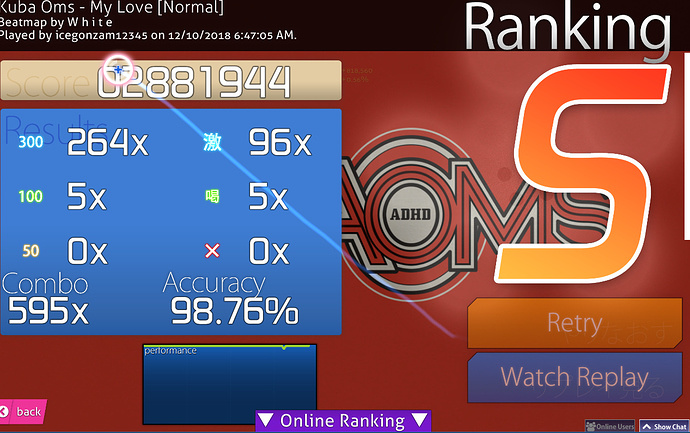 Kuba Oms - My Love [Normal]
Beatmap by W h i t e
Played by icegonzam12345 on 12/10/2018 6:47:05 AM.
Ranking
Score 02881944
Results
300 264x 激 96x
100 5x 喝 5x
50 0x 0x
Combo Accuracy
595x 98.76%
S
AOMS
ADHD
performance
Retry
Watch Replay
back
▼ Online Ranking ▼
Online Users
Show Chat